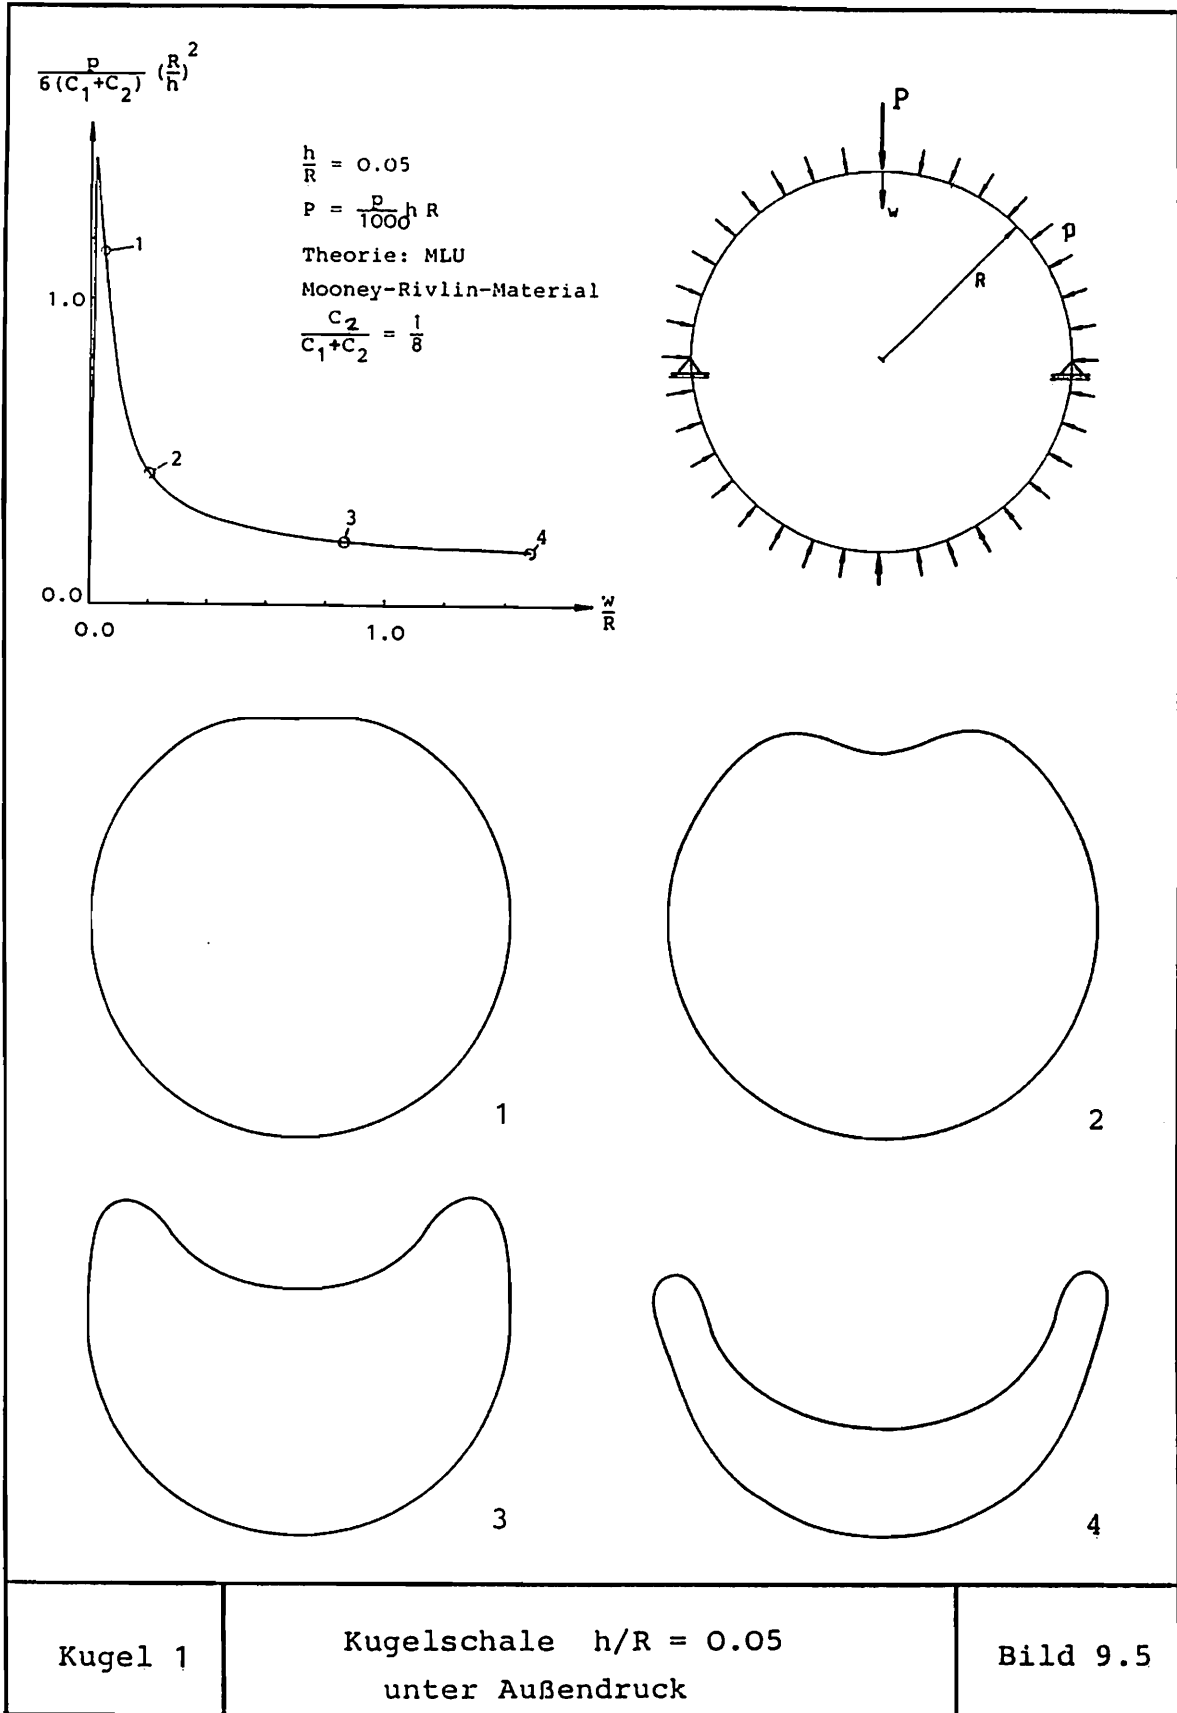 p/6(C₁+C₂) (R/h)²
h/R = 0.05
P = p/1000 h R
Theorie: MLU
Mooney-Rivlin-Material
C₂/C₁+C₂ = 1/8
1
1.0
2
3
4
0.0
0.0
1.0
w/R
P
w
p
R
1
2
3
4
Kugel 1
Kugelschale h/R = 0.05
unter Außendruck
Bild 9.5